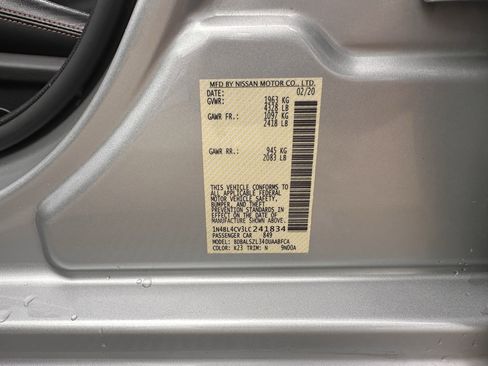 MFD BY NISSAN MOTOR CO., LTD.
DATE: 02/20
GVWR: 1963 KG
4328 LB
GAWR FR.: 1097 KG
2418 LB
GAWR RR.: 945 KG
2083 LB
THIS VEHICLE CONFORMS TO
ALL APPLICABLE FEDERAL
MOTOR VEHICLE SAFETY,
BUMPER, AND THEFT
PREVENTION STANDARDS IN
EFFECT ON THE DATE OF
MANUFACTURE SHOWN ABOVE.
1N4BL4CV3LC241834
PASSENGER CAR 849
MODEL: BDBALSZL34DUAABFCA
COLOR: K23 TRIM: N 9NDOA